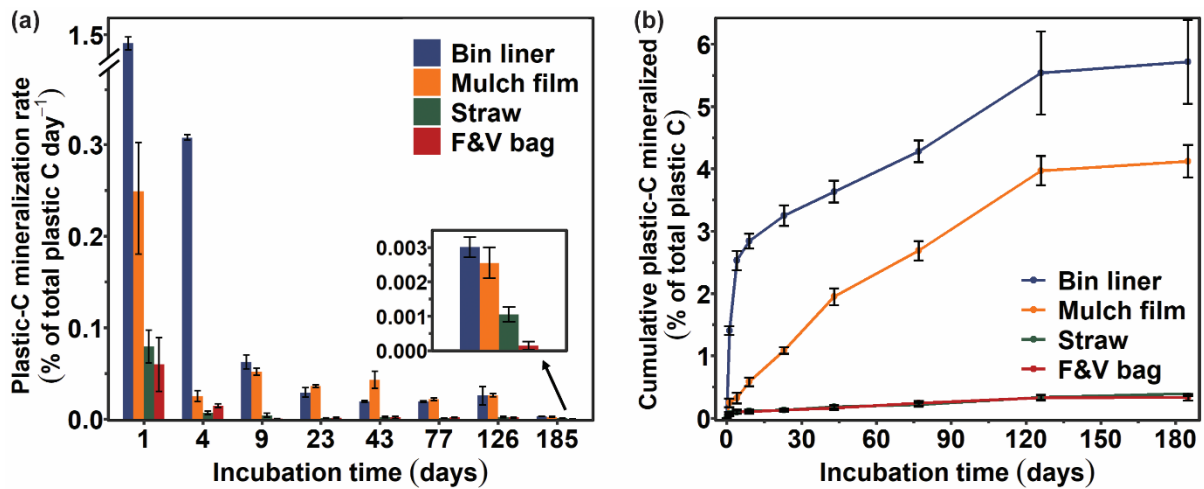 (a)
Plastic-C mineralization rate
(% of total plastic C day⁻¹)
1.5
0.3
0.2
0.1
0.0
Bin liner
Mulch film
Straw
F&V bag
0.003
0.002
0.001
0.000
1 4 9 23 43 77 126 185
Incubation time (days)
(b)
Cumulative plastic-C mineralized
(% of total plastic C)
6
5
4
3
2
1
0
Bin liner
Mulch film
Straw
F&V bag
0 30 60 90 120 150 180
Incubation time (days)